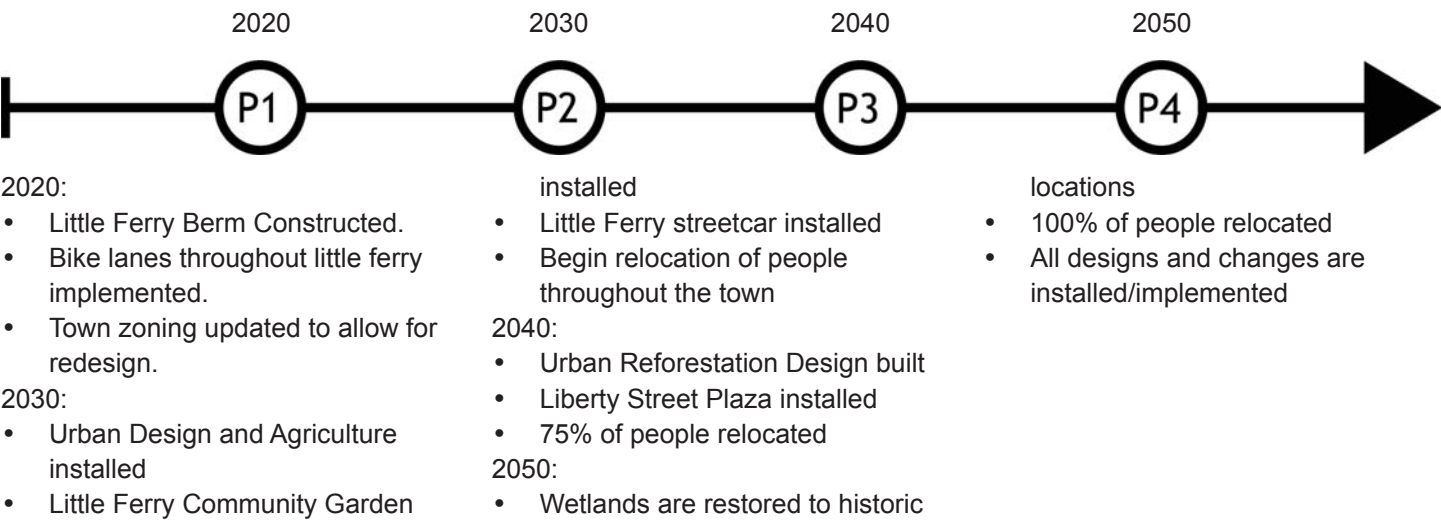 2020 2030 2040 2050
P1 P2 P3 P4
2020:
• Little Ferry Berm Constructed.
• Bike lanes throughout little ferry
implemented.
• Town zoning updated to allow for
redesign.
2030:
• Urban Design and Agriculture
installed
• Little Ferry Community Garden
installed
• Little Ferry streetcar installed
• Begin relocation of people
throughout the town
2040:
• Urban Reforestation Design built
• Liberty Street Plaza installed
• 75% of people relocated
2050:
• Wetlands are restored to historic
locations
• 100% of people relocated
• All designs and changes are
installed/implemented